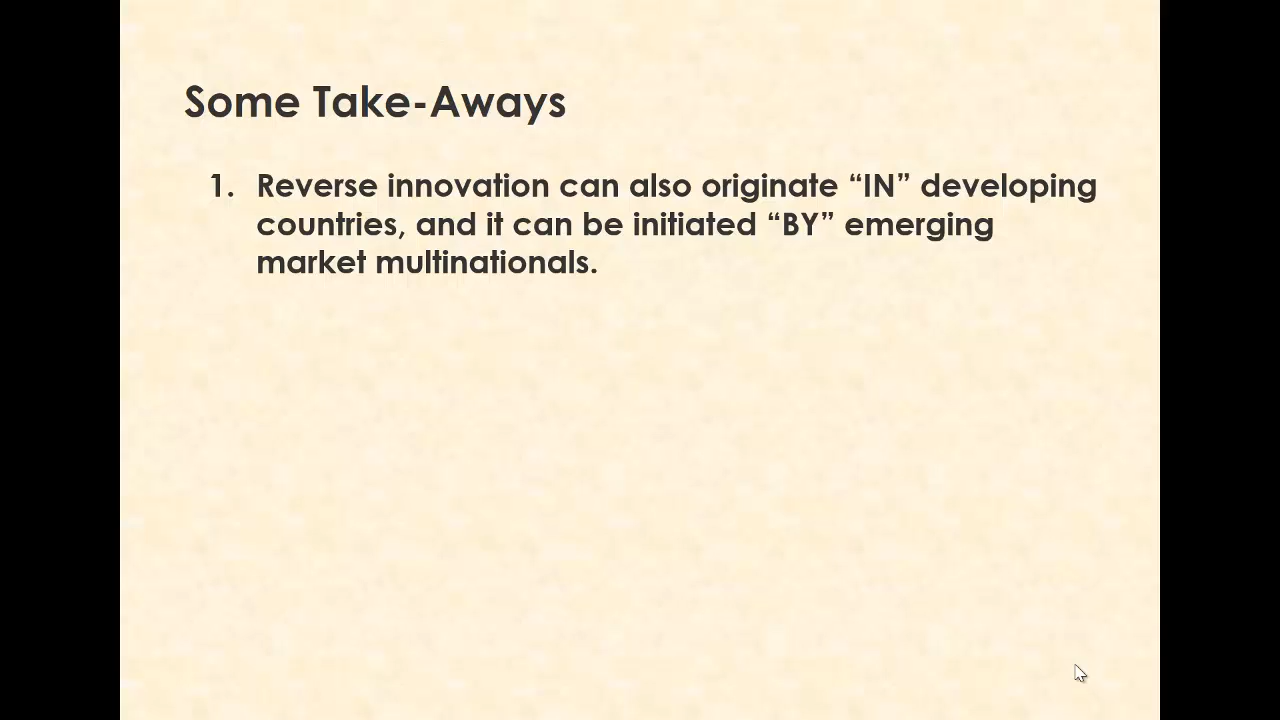 Some Take-Aways
1. Reverse innovation can also originate “IN” developing
countries, and it can be initiated “BY” emerging
market multinationals.